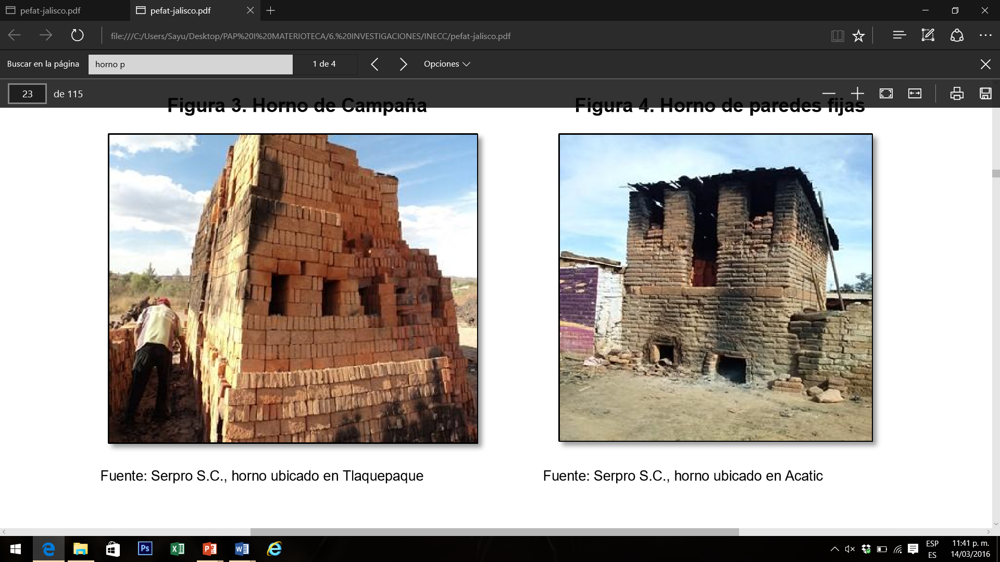 pefat-jalisco.pdf
pefat-jalisco.pdf
file:///C:/Users/Sayu/Desktop/PAP%20I%20MATERIOTECA/6.%20INVESTIGACIONES/INECC/pefat-jalisco.pdf
Buscar en la página
horno p
1 de 4
Opciones
23 de 115
Figura 3. Horno de Campaña
Figura 4. Horno de paredes fijas
Fuente: Serpro S.C., horno ubicado en Tlaquepaque
Fuente: Serpro S.C., horno ubicado en Acatic
Ps
X
P
W
ESP
ES
11:41 p. m.
14/03/2016